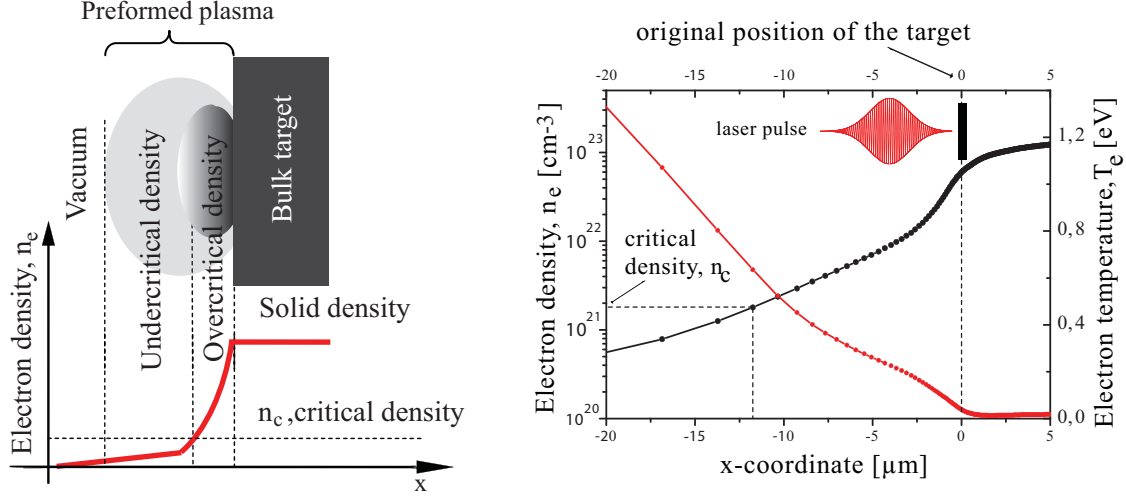 Preformed plasma
Vacuum
Undercritical density
Overcritical density
Bulk target
Electron density, n_e
Solid density
n_c ,critical density
x
original position of the target
-20 -15 -10 -5 0 5
Electron density, n_e [cm-3]
10^23
10^22
10^21
10^20
laser pulse
critical
density, n_c
1,2
0,8
0,4
0,0
Electron temperature, T_e [eV]
-20 -15 -10 -5 0 5
x-coordinate [µm]